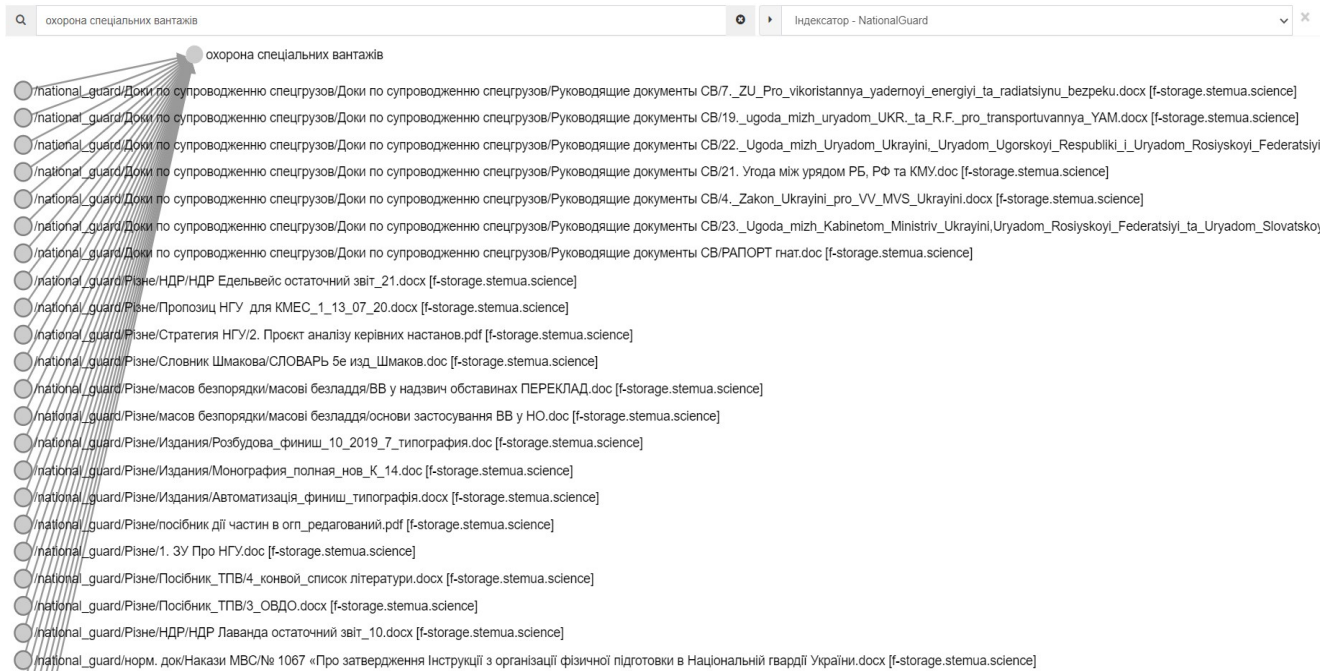 охорона спеціальних вантажів
Індексатор - NationalGuard
охорона спеціальних вантажів
/national_guard/Доки по супроводженню спецгрузов/Доки по супроводженню спецгрузов/Руководящие документы СВ/7._ZU_Pro_vikoristannya_yadernoyi_energiyi_ta_radiatsiynu_bezpeku.docx [f-storage.stemua.science]
/national_guard/Доки по супроводженню спецгрузов/Доки по супроводженню спецгрузов/Руководящие документы СВ/19._ugoda_mizh_uryadom_UKR._ta_R.F._pro_transportuvannya_YAM.docx [f-storage.stemua.science]
/national_guard/Доки по супроводженню спецгрузов/Доки по супроводженню спецгрузов/Руководящие документы СВ/22._Ugoda_mizh_Uryadom_Ukrayini,_Uryadom_Ugorskoyi_Respubliki_i_Uryadom_Rosiyskoyi_Federatsiyi
/national_guard/Доки по супроводженню спецгрузов/Доки по супроводженню спецгрузов/Руководящие документы СВ/21. Угода між урядом РБ, РФ та КМУ.doc [f-storage.stemua.science]
/national_guard/Доки по супроводженню спецгрузов/Доки по супроводженню спецгрузов/Руководящие документы СВ/4._Zakon_Ukrayini_pro_VV_MVS_Ukrayini.docx [f-storage.stemua.science]
/national_guard/Доки по супроводженню спецгрузов/Доки по супроводженню спецгрузов/Руководящие документы СВ/23._Ugoda_mizh_Kabinetom_Ministriv_Ukrayini,Uryadom_Rosiyskoyi_Federatsiyi_ta_Uryadom_Slovatskoy
/national_guard/Доки по супроводженню спецгрузов/Доки по супроводженню спецгрузов/Руководящие документы СВ/РАПОРТ гнат.doc [f-storage.stemua.science]
/national_guard/Різне/НДР/НДР Едельвейс остаточний звіт_21.docx [f-storage.stemua.science]
/national_guard/Різне/Пропозиц НГУ для КМЕС_1_13_07_20.docx [f-storage.stemua.science]
/national_guard/Різне/Стратегия НГУ/2. Проєкт аналізу керівних настанов.pdf [f-storage.stemua.science]
/national_guard/Різне/Словник Шмакова/СЛОВАРЬ 5е изд_Шмаков.doc [f-storage.stemua.science]
/national_guard/Різне/масов безпорядки/масові безладдя/ВВ у надзвич обставинах ПЕРЕКЛАД.doc [f-storage.stemua.science]
/national_guard/Різне/масов безпорядки/масові безладдя/основи застосування ВВ у НО.doc [f-storage.stemua.science]
/national_guard/Різне/Издания/Розбудова_финиш_10_2019_7_типография.doc [f-storage.stemua.science]
/national_guard/Різне/Издания/Монография_полная_нов_К_14.doc [f-storage.stemua.science]
/national_guard/Різне/Издания/Автоматизація_финиш_типографія.docx [f-storage.stemua.science]
/national_guard/Різне/посібник дії частин в огп_редагований.pdf [f-storage.stemua.science]
/national_guard/Різне/1. ЗУ Про НГУ.doc [f-storage.stemua.science]
/national_guard/Різне/Посібник_ТПВ/4_конвой_список літератури.docx [f-storage.stemua.science]
/national_guard/Різне/Посібник_ТПВ/3_ОВДО.docx [f-storage.stemua.science]
/national_guard/Різне/НДР/НДР Лаванда остаточний звіт_10.docx [f-storage.stemua.science]
/national_guard/норм. док/Накази МВС/№ 1067 «Про затвердження Інструкції з організації фізичної підготовки в Національній гвардії України.docx [f-storage.stemua.science]